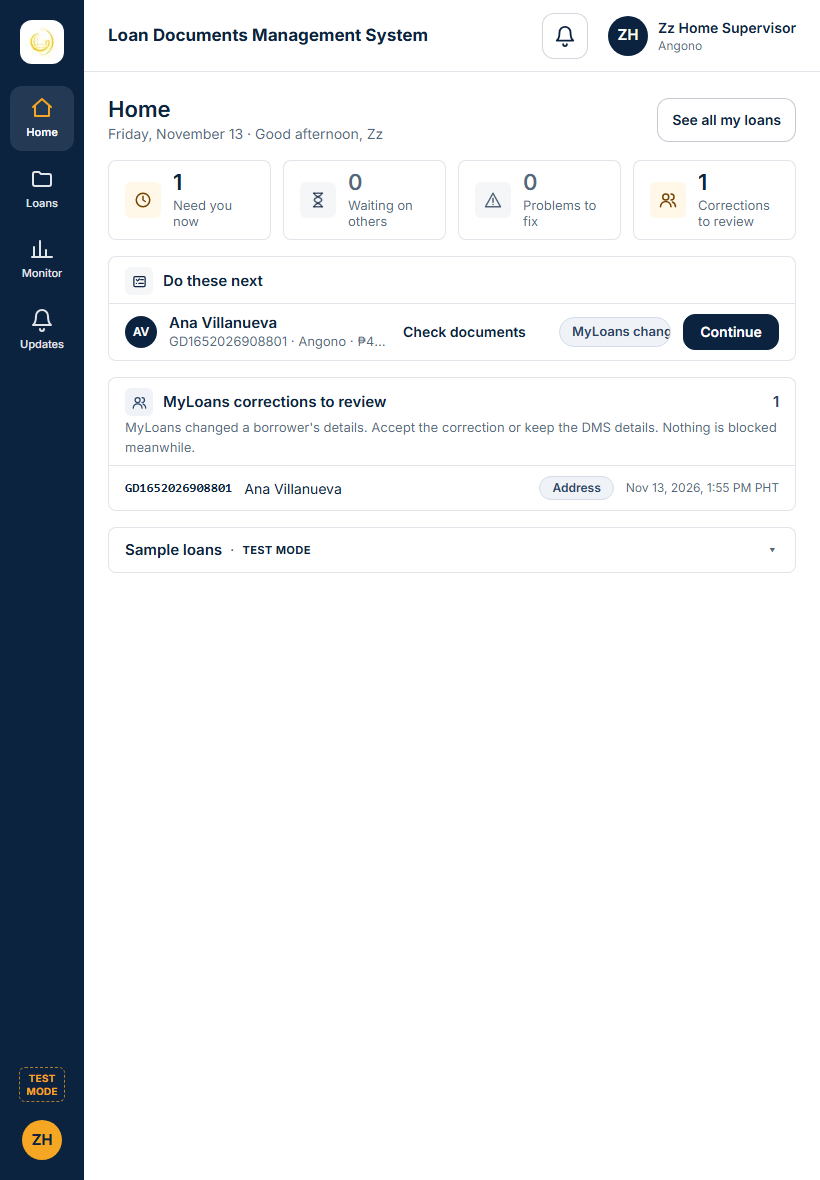 Loan Documents Management System
ZH
Zz Home Supervisor
Angono
Home
Loans
Monitor
Updates
TEST
MODE
ZH
Home
Friday, November 13 · Good afternoon, Zz
See all my loans
1
Need you
now
0
Waiting on
others
0
Problems to
fix
1
Corrections
to review
Do these next
AV
Ana Villanueva
GD1652026908801 · Angono · ₱4...
Check documents
MyLoans chang
Continue
MyLoans corrections to review
1
MyLoans changed a borrower's details. Accept the correction or keep the DMS details. Nothing is blocked
meanwhile.
GD1652026908801 Ana Villanueva
Address
Nov 13, 2026, 1:55 PM PHT
Sample loans · TEST MODE